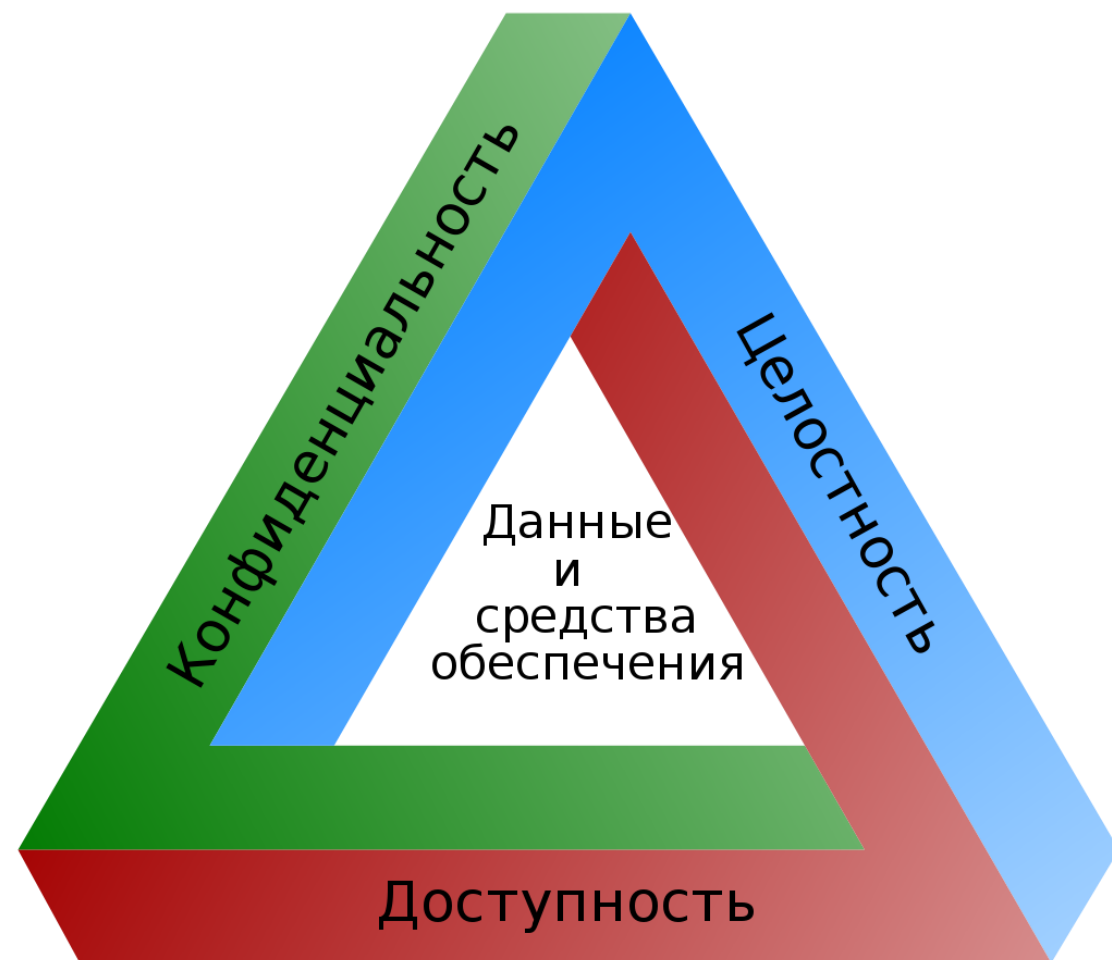 Конфиденциальность
Целостность
Данные
и
средства
обеспечения
Доступность